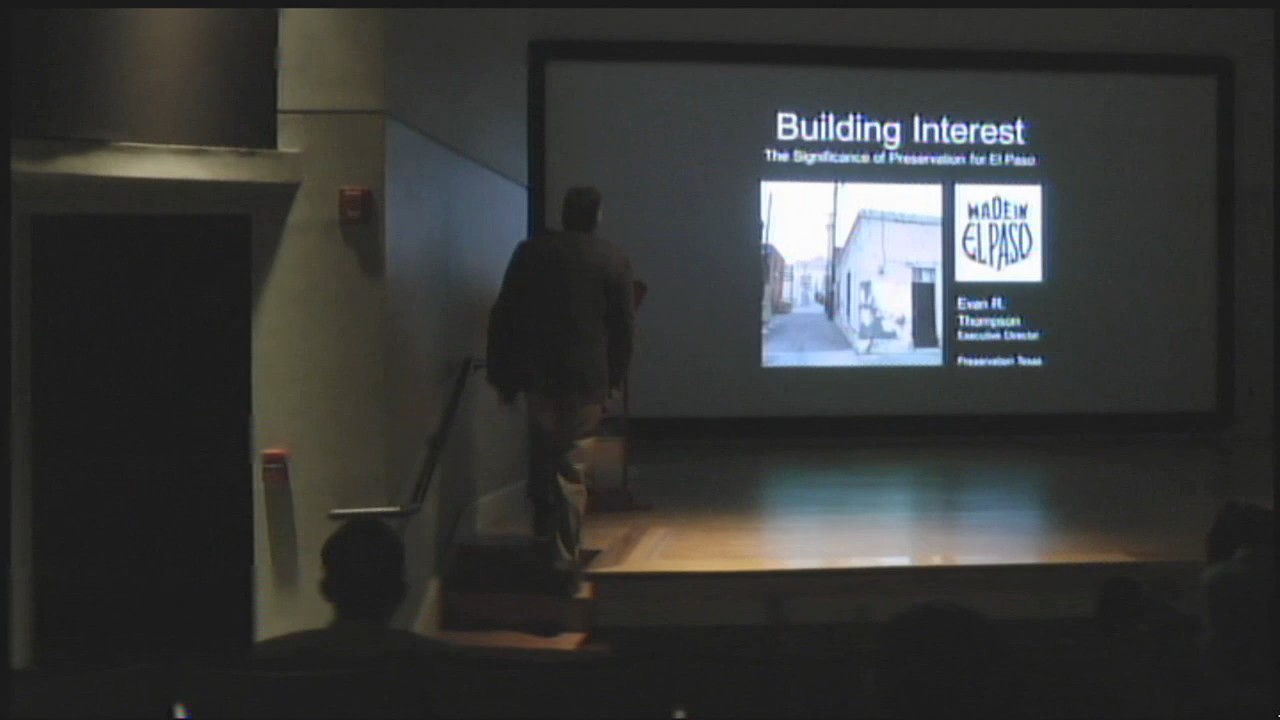 Building Interest
The Significance of Preservation for El Paso
MADE IN
EL PASO
Evan R.
Thompson
Executive Director
Preservation Texas